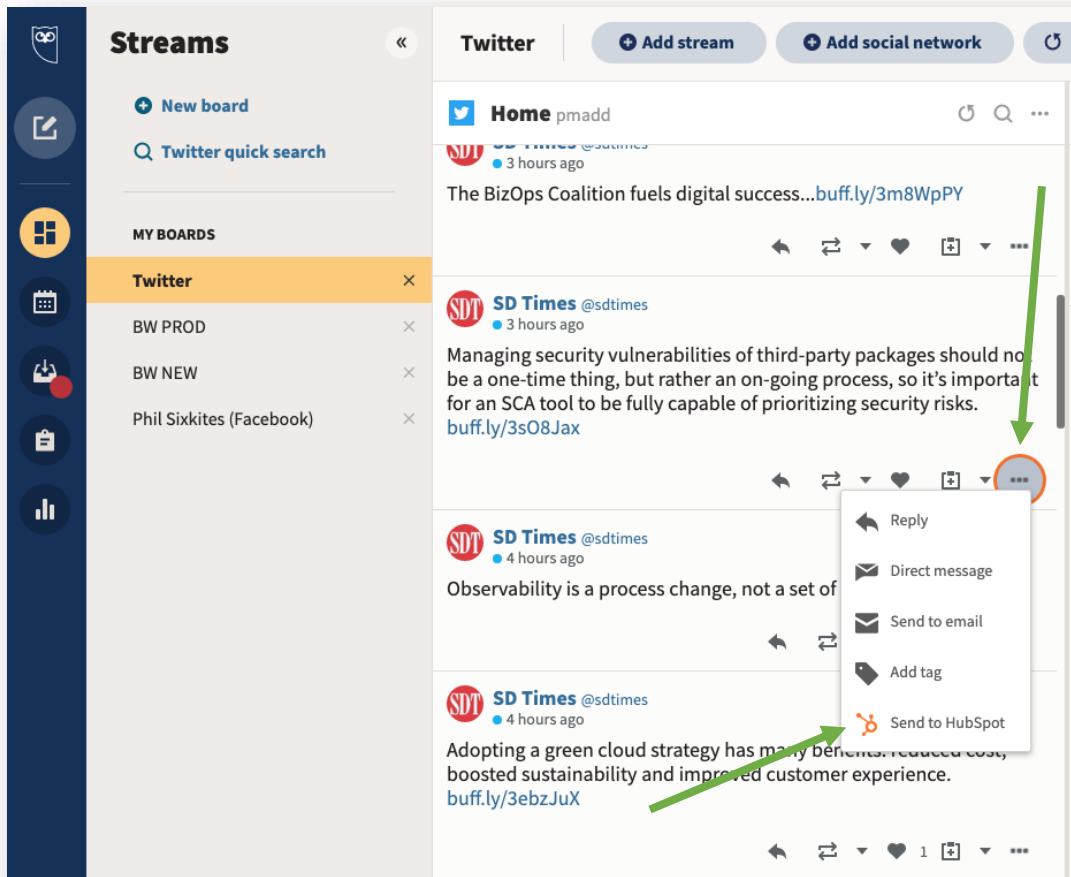 Streams
«
New board
Twitter quick search
MY BOARDS
Twitter
BW PROD
BW NEW
Phil Sixkites (Facebook)
Twitter
Add stream
Add social network
Home pmadd
SD Times @sdtimes
3 hours ago
The BizOps Coalition fuels digital success...buff.ly/3m8WpPY
SDT
SD Times @sdtimes
3 hours ago
Managing security vulnerabilities of third-party packages should not
be a one-time thing, but rather an on-going process, so it's important
for an SCA tool to be fully capable of prioritizing security risks.
buff.ly/3sO8Jax
Reply
Direct message
Send to email
Add tag
Send to HubSpot
SDT
SD Times @sdtimes
4 hours ago
Observability is a process change, not a set of
SDT
SD Times @sdtimes
4 hours ago
Adopting a green cloud strategy has many benefits: reduced cost,
boosted sustainability and improved customer experience.
buff.ly/3ebzJuX
1